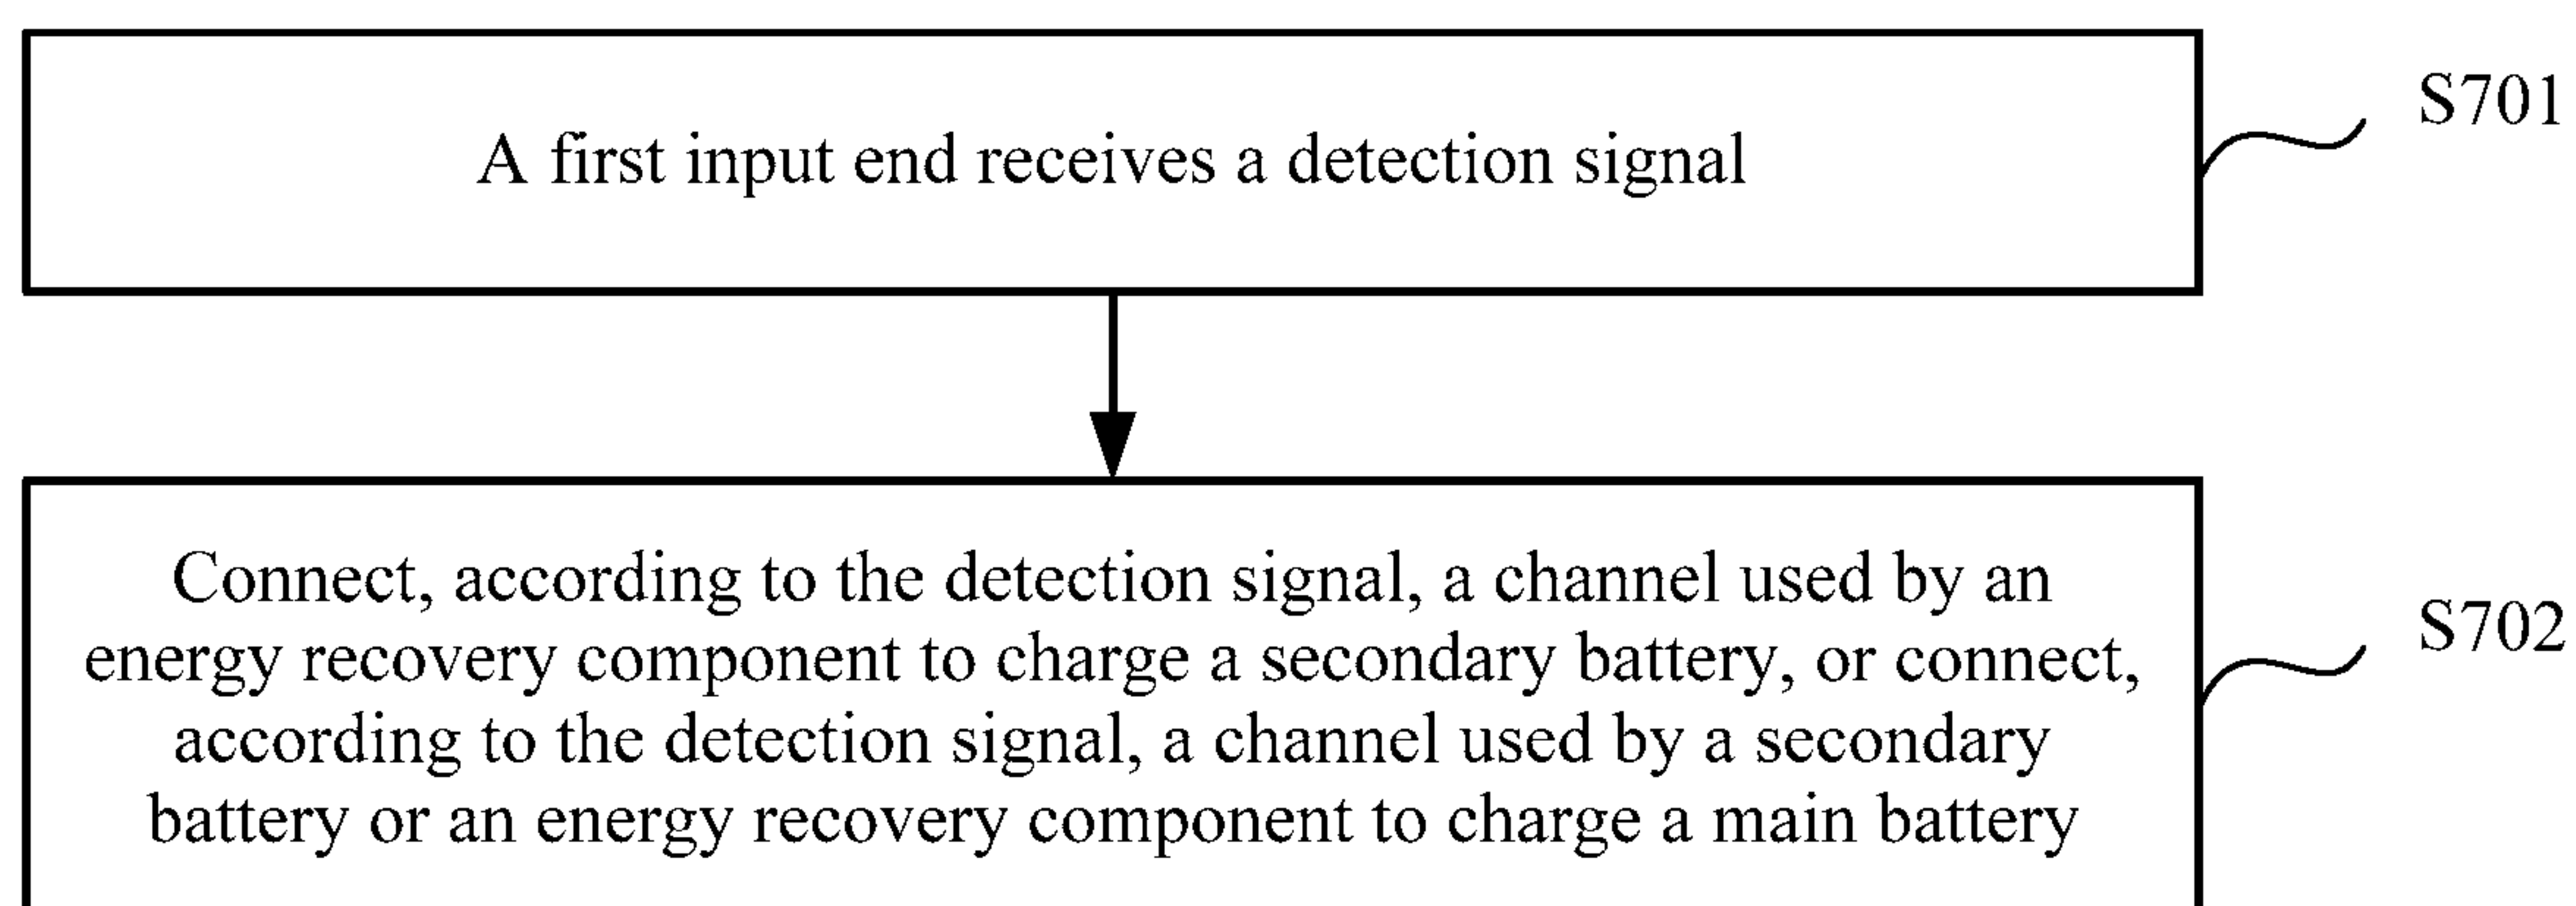 A first input end receives a detection signal
S701
Connect, according to the detection signal, a channel used by an
energy recovery component to charge a secondary battery, or connect,
according to the detection signal, a channel used by a secondary
battery or an energy recovery component to charge a main battery
S702